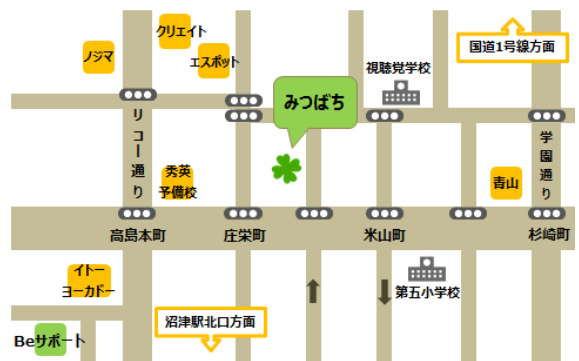 クリエイト
ノジマ
エスポット
国道1号線方面
視聴覚学校
みつばち
リコー通り
学園通り
秀英
予備校
青山
高島本町
庄栄町
米山町
杉崎町
イトー
ヨーカドー
第五小学校
沼津駅北口方面
Beサポート